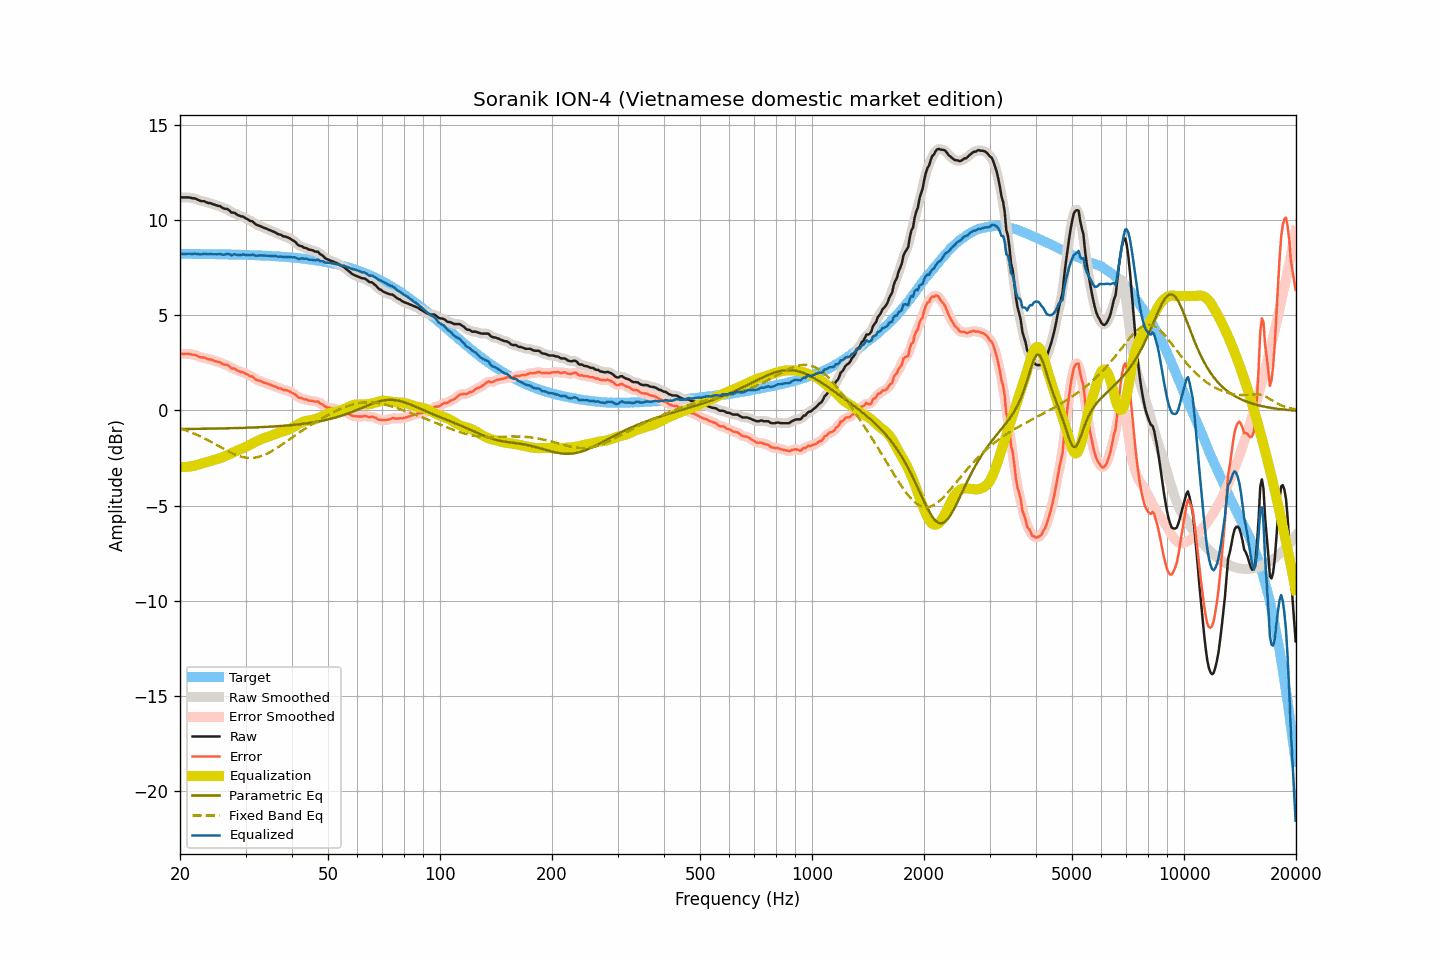 Soranik ION-4 (Vietnamese domestic market edition)
15
10
5
0
−5
−10
−15
−20
Amplitude (dBr)
Target
Raw Smoothed
Error Smoothed
Raw
Error
Equalization
Parametric Eq
Fixed Band Eq
Equalized
20 50 100 200 500 1000 2000 5000 10000 20000
Frequency (Hz)